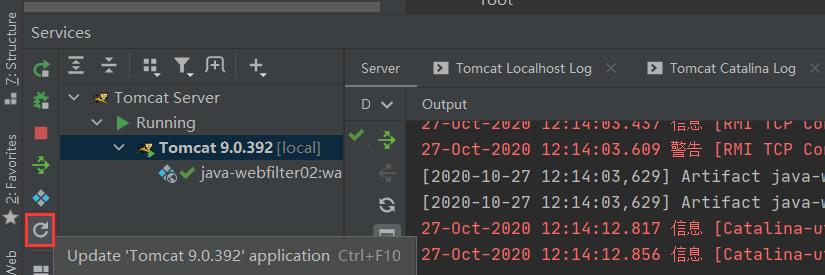 root
Services
Z: Structure
2: Favorites
Web
Tomcat Server
Running
Tomcat 9.0.392 [local]
java-webfilter02:wa
Update 'Tomcat 9.0.392' application Ctrl+F10
Server
Tomcat Localhost Log
Tomcat Catalina Log
D
Output
27-Oct-2020 12:14:03.437 信息 [RMI TCP Co
27-Oct-2020 12:14:03.609 警告 [RMI TCP Co
[2020-10-27 12:14:03,629] Artifact java-w
[2020-10-27 12:14:03,629] Artifact java-w
27-Oct-2020 12:14:12.817 信息 [Catalina-u
27-Oct-2020 12:14:12.856 信息 [Catalina-u